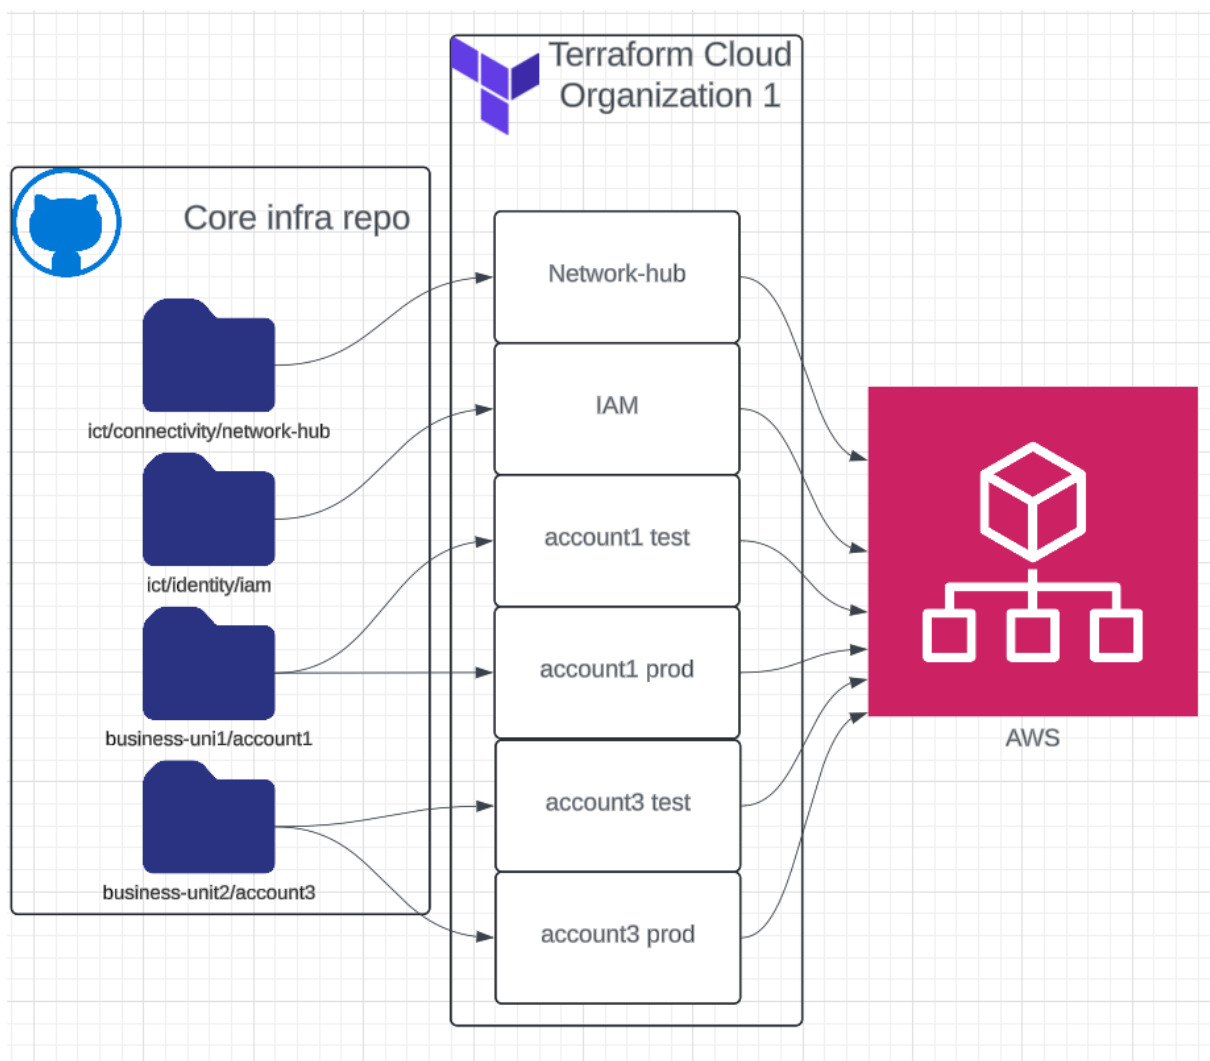 Terraform Cloud
Organization 1
Core infra repo
ict/connectivity/network-hub
ict/identity/iam
business-uni1/account1
business-unit2/account3
Network-hub
IAM
account1 test
account1 prod
account3 test
account3 prod
AWS